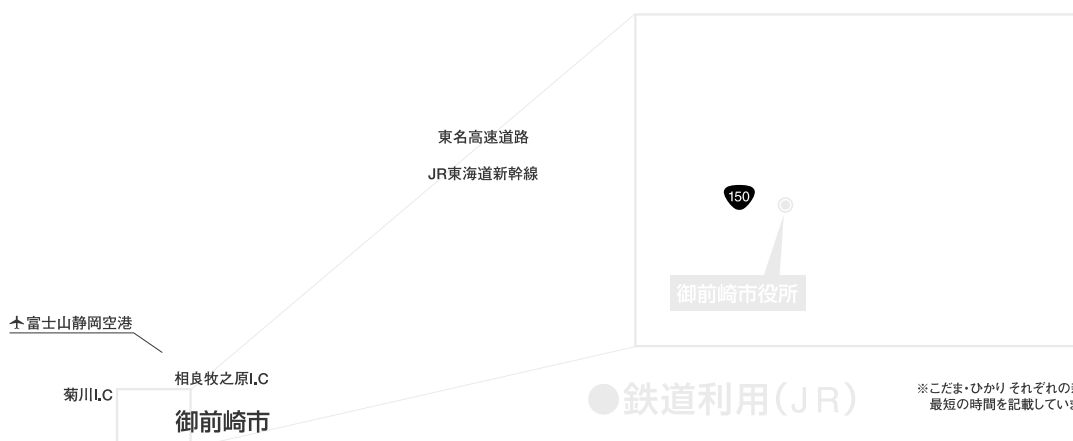 東名高速道路
JR東海道新幹線
150
御前崎市役所
富士山静岡空港
相良牧之原I.C
菊川I.C
御前崎市
●鉄道利用(JR)
※こだま・ひかり それぞれの
最短の時間を記載していま